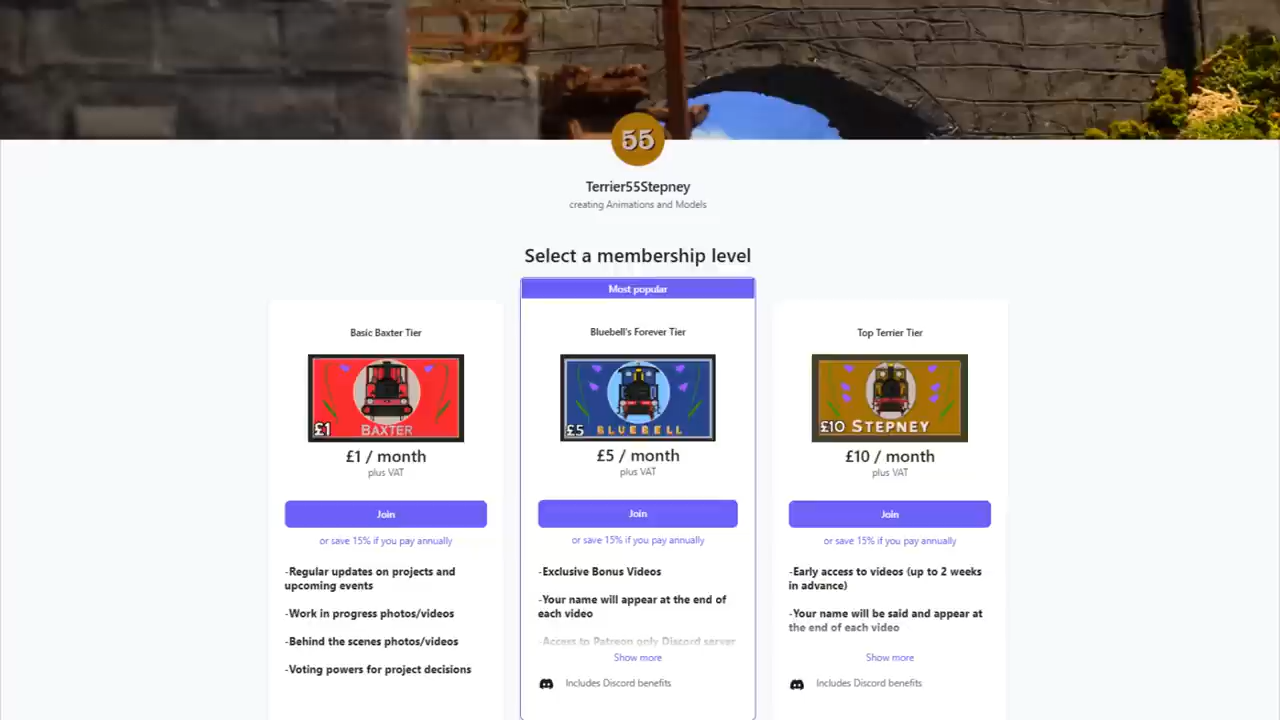 55
Terrier55Stepney
creating Animations and Models
Select a membership level
Most popular
Basic Baxter Tier
£1
BAXTER
£1 / month
plus VAT
Join
or save 15% if you pay annually
-Regular updates on projects and
upcoming events
-Work in progress photos/videos
-Behind the scenes photos/videos
-Voting powers for project decisions
Bluebell's Forever Tier
£5 BLUEBELL
£5 / month
plus VAT
Join
or save 15% if you pay annually
-Exclusive Bonus Videos
-Your name will appear at the end of
each video
-Access to Patreon only Discord server
Show more
Includes Discord benefits
Top Terrier Tier
£10 STEPNEY
£10 / month
plus VAT
Join
or save 15% if you pay annually
-Early access to videos (up to 2 weeks
in advance)
-Your name will be said and appear at
the end of each video
Show more
Includes Discord benefits